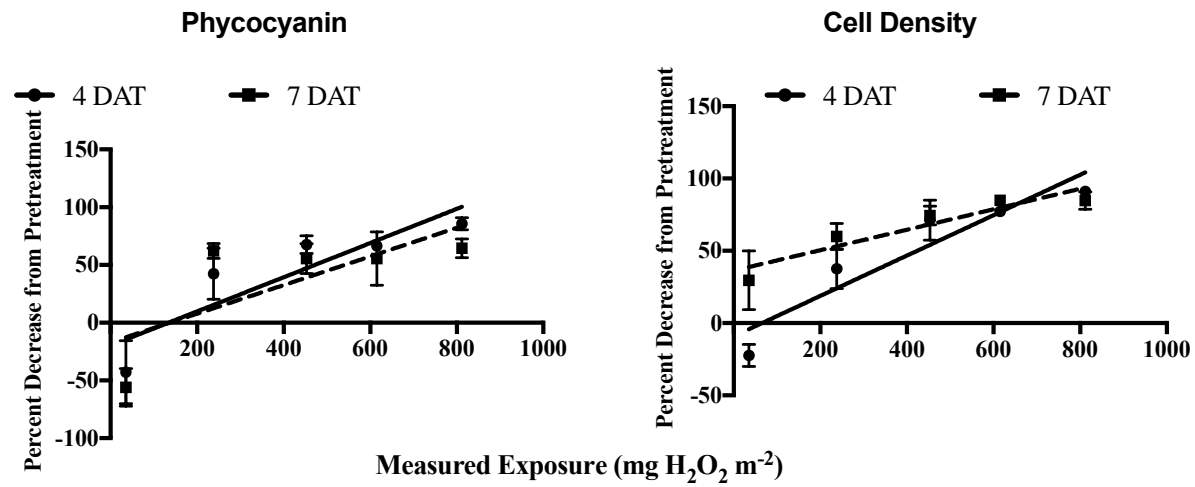 Phycocyanin
4 DAT
7 DAT
Percent Decrease from Pretreatment
150
100
50
0
-50
-100
200
400
600
800
1000
Cell Density
4 DAT
7 DAT
Percent Decrease from Pretreatment
150
100
50
0
-50
200
400
600
800
1000
Measured Exposure (mg H₂O₂ m⁻²)